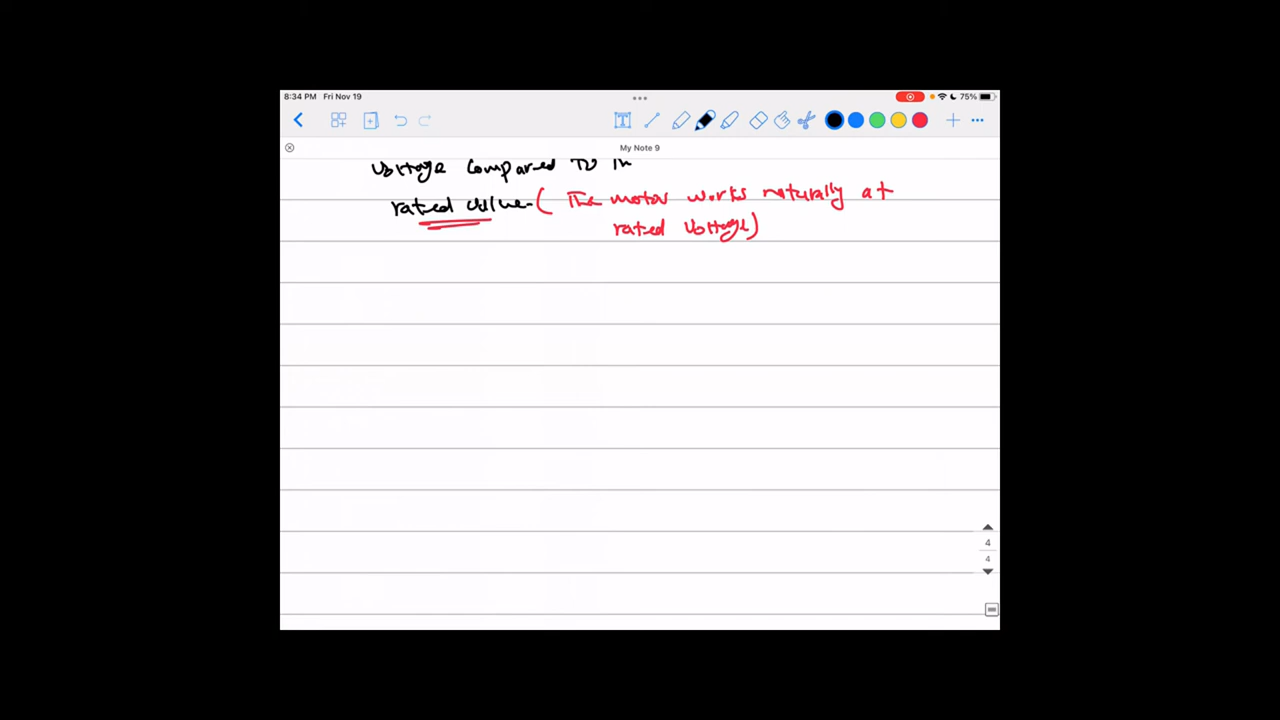 8:34 PM Fri Nov 19
75%
T
My Note 9
Voltage compared to
rated value (The motor works naturally at
rated voltage)
4
4